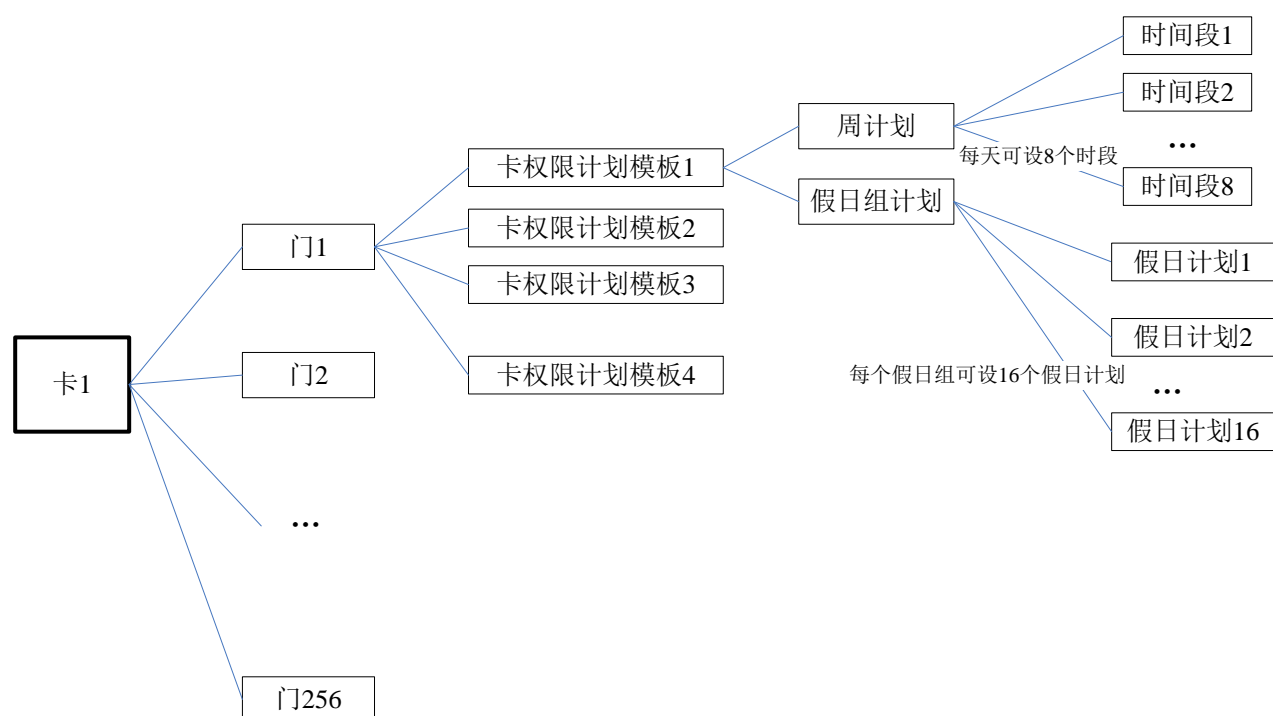 时间段1
时间段2
...
每天可设8个时段
时间段8
周计划
假日组计划
卡权限计划模板1
卡权限计划模板2
卡权限计划模板3
卡权限计划模板4
假日计划1
假日计划2
每个假日组可设16个假日计划
...
假日计划16
门1
门2
...
门256
卡1